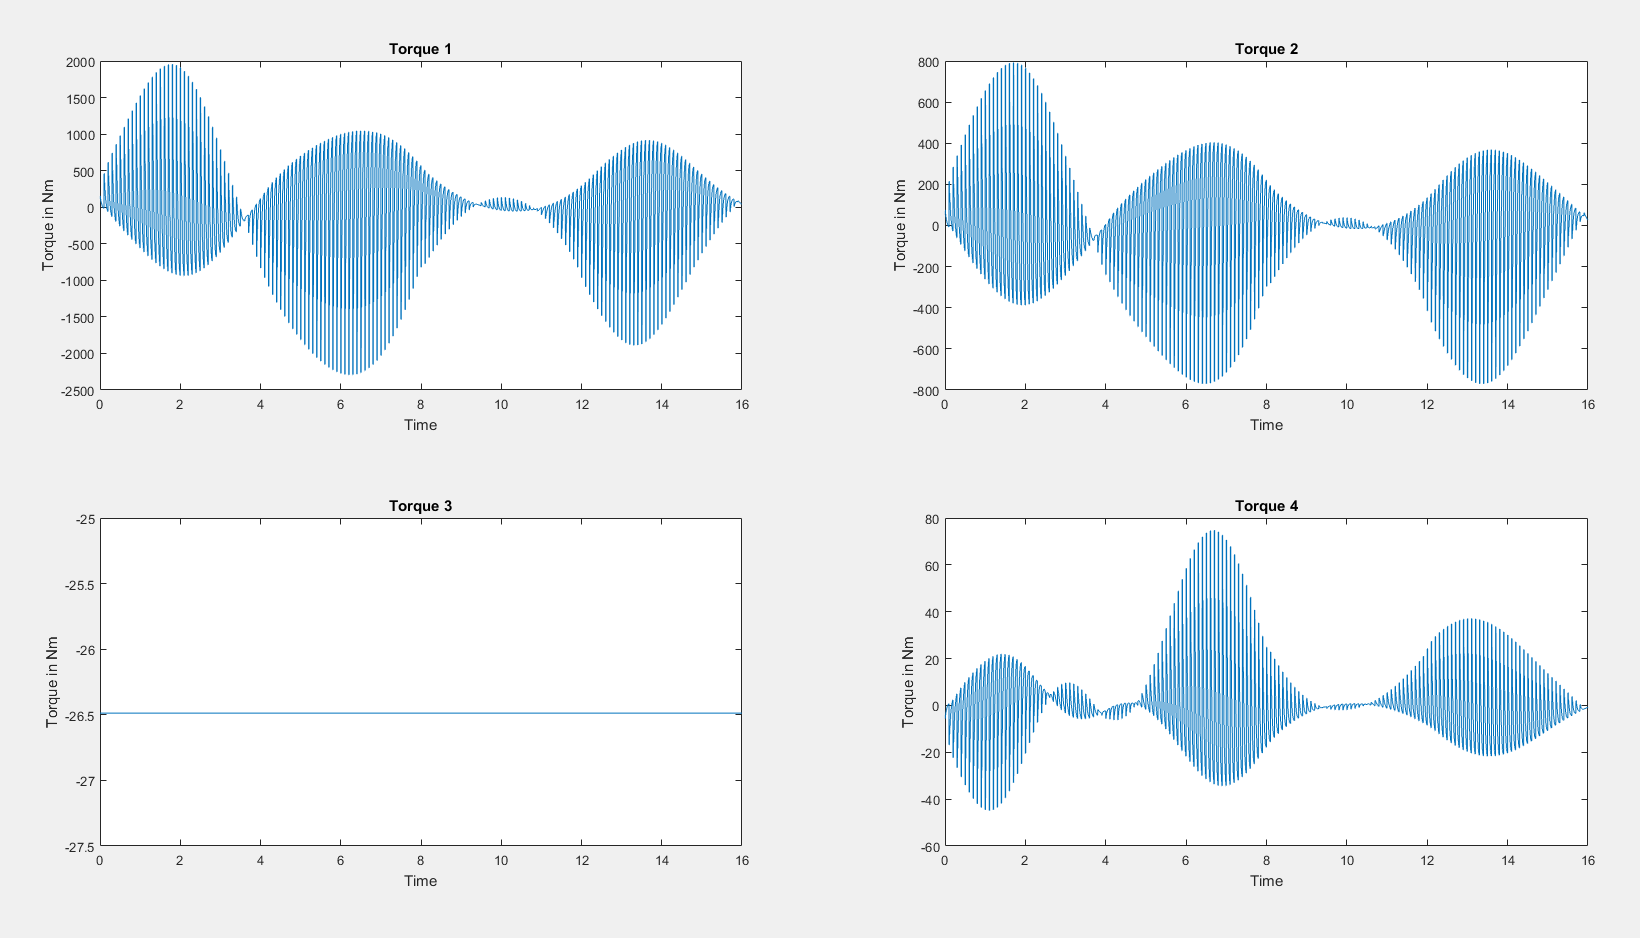 Torque 1
Torque in Nm
2000
1500
1000
500
0
-500
-1000
-1500
-2000
-2500
0 2 4 6 8 10 12 14 16
Time
Torque 2
Torque in Nm
800
600
400
200
0
-200
-400
-600
-800
0 2 4 6 8 10 12 14 16
Time
Torque 3
Torque in Nm
-25
-25.5
-26
-26.5
-27
-27.5
0 2 4 6 8 10 12 14 16
Time
Torque 4
Torque in Nm
80
60
40
20
0
-20
-40
-60
0 2 4 6 8 10 12 14 16
Time